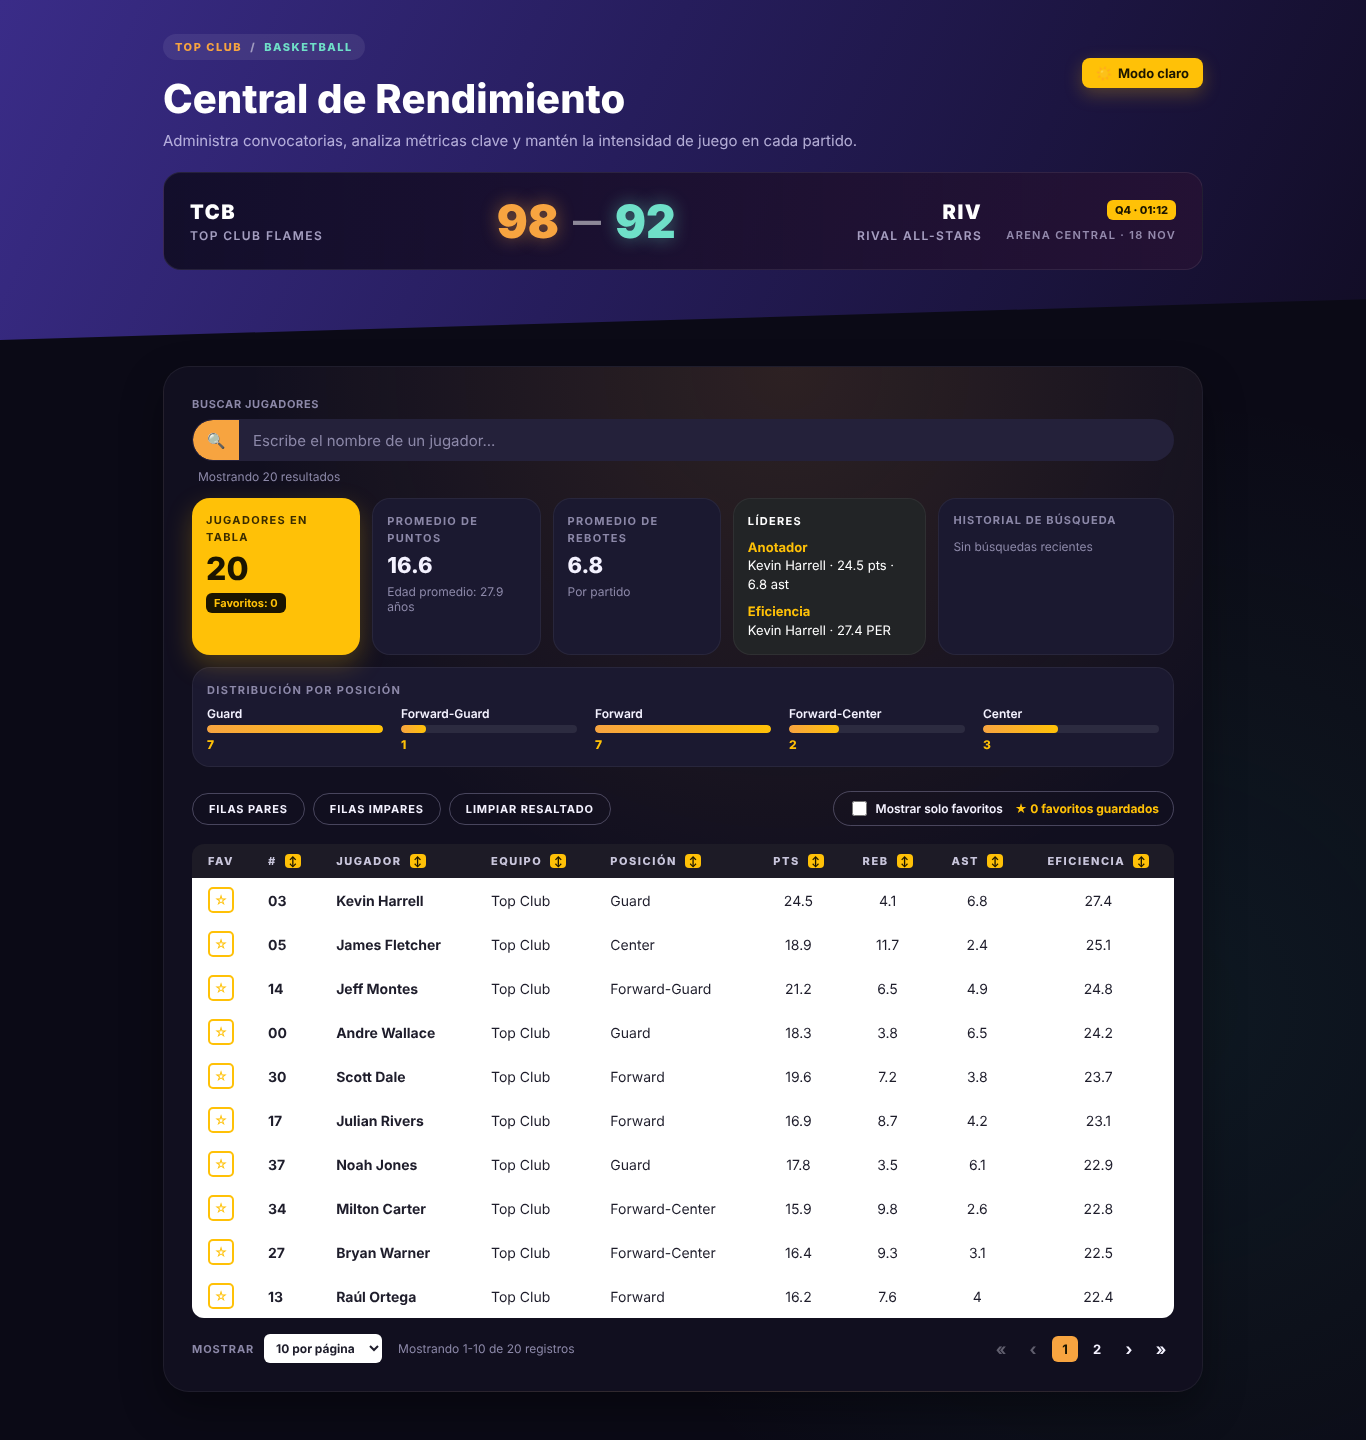 TOP CLUB / BASKETBALL
Modo claro
Central de Rendimiento
Administra convocatorias, analiza métricas clave y mantén la intensidad de juego en cada partido.
TCB
TOP CLUB FLAMES
98 – 92
RIV
RIVAL ALL-STARS
Q4 · 01:12
ARENA CENTRAL · 18 NOV
BUSCAR JUGADORES
Escribe el nombre de un jugador...
Mostrando 20 resultados
JUGADORES EN
TABLA
20
Favoritos: 0
PROMEDIO DE
PUNTOS
16.6
Edad promedio: 27.9
años
PROMEDIO DE
REBOTES
6.8
Por partido
LÍDERES
Anotador
Kevin Harrell · 24.5 pts ·
6.8 ast
Eficiencia
Kevin Harrell · 27.4 PER
HISTORIAL DE BÚSQUEDA
Sin búsquedas recientes
DISTRIBUCIÓN POR POSICIÓN
Guard Forward-Guard Forward Forward-Center Center
7 1 7 2 3
FILAS PARES FILAS IMPARES LIMPIAR RESALTADO Mostrar solo favoritos ★ 0 favoritos guardados
FAV # ↕ JUGADOR ↕ EQUIPO ↕ POSICIÓN ↕ PTS ↕ REB ↕ AST ↕ EFICIENCIA ↕
☆ 03 Kevin Harrell Top Club Guard 24.5 4.1 6.8 27.4
☆ 05 James Fletcher Top Club Center 18.9 11.7 2.4 25.1
☆ 14 Jeff Montes Top Club Forward-Guard 21.2 6.5 4.9 24.8
☆ 00 Andre Wallace Top Club Guard 18.3 3.8 6.5 24.2
☆ 30 Scott Dale Top Club Forward 19.6 7.2 3.8 23.7
☆ 17 Julian Rivers Top Club Forward 16.9 8.7 4.2 23.1
☆ 37 Noah Jones Top Club Guard 17.8 3.5 6.1 22.9
☆ 34 Milton Carter Top Club Forward-Center 15.9 9.8 2.6 22.8
☆ 27 Bryan Warner Top Club Forward-Center 16.4 9.3 3.1 22.5
☆ 13 Raúl Ortega Top Club Forward 16.2 7.6 4 22.4
MOSTRAR 10 por página Mostrando 1-10 de 20 registros « ‹ 1 2 › »